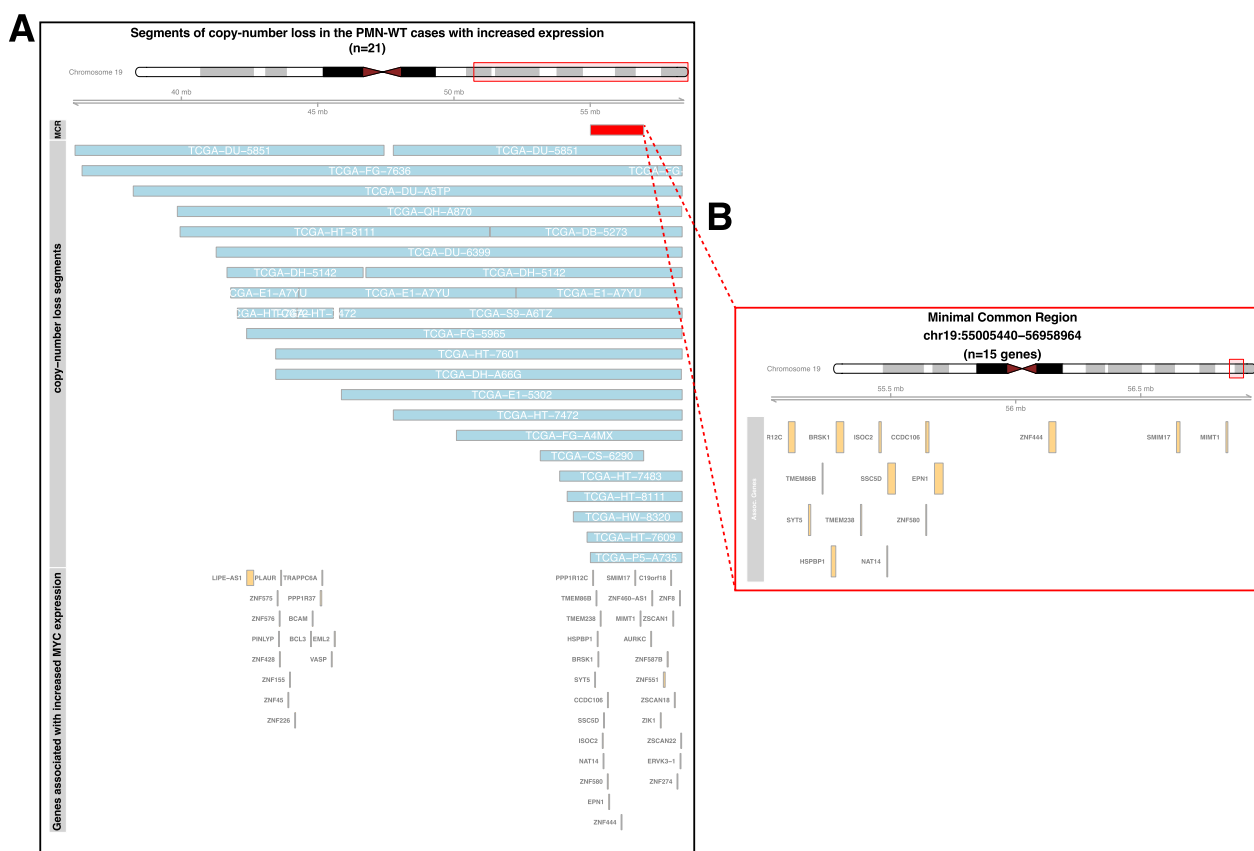 A
Segments of copy-number loss in the PMN-WT cases with increased expression
(n=21)
Chromosome 19
40 mb
50 mb
45 mb
55 mb
MCR
copy−number loss segments
TCGA−DU−5851
TCGA−DU−5851
TCGA−FG−7636
TCGA−DU−A5TP
TCGA−QH−A870
TCGA−HT−8111
TCGA−DB−5273
TCGA−DU−6399
TCGA−DH−5142
TCGA−DH−5142
CGA−E1−A7YU
TCGA−E1−A7YU
TCGA−E1−A7YU
TCGA−S9−A6TZ
TCGA−FG−5965
TCGA−HT−7601
TCGA−DH−A66G
TCGA−E1−5302
TCGA−HT−7472
TCGA−FG−A4MX
TCGA−CS−6290
TCGA−HT−7483
TCGA−HT−8111
TCGA−HW−8320
TCGA−HT−7609
TCGA−P5−A735
Genes associated with increased MYC expression
LIPE−AS1 PLAUR TRAPPC6A PPP1R12C SMIM17 C19orf18
ZNF575 PPP1R37 TMEM86B ZNF460−AS1 ZNF8
ZNF576 BCAM TMEM238 MIMT1 ZSCAN1
PINLYP BCL3 EML2 HSPBP1 AURKC
ZNF428 VASP BRSK1 ZNF587B
ZNF155 SYT5 ZNF551
ZNF45 CCDC106 ZSCAN18
ZNF226 SSC5D ZIK1
ISOC2 ZSCAN22
NAT14 ERVK3−1
ZNF580 ZNF274
EPN1
ZNF444
B
Minimal Common Region
chr19:55005440−56958964
(n=15 genes)
Chromosome 19
55.5 mb
56.5 mb
56 mb
Assoc. Genes
R12C BRSK1 ISOC2 CCDC106 ZNF444 SMIM17 MIMT1
TMEM86B SSC5D EPN1
SYT5 TMEM238 ZNF580
HSPBP1 NAT14